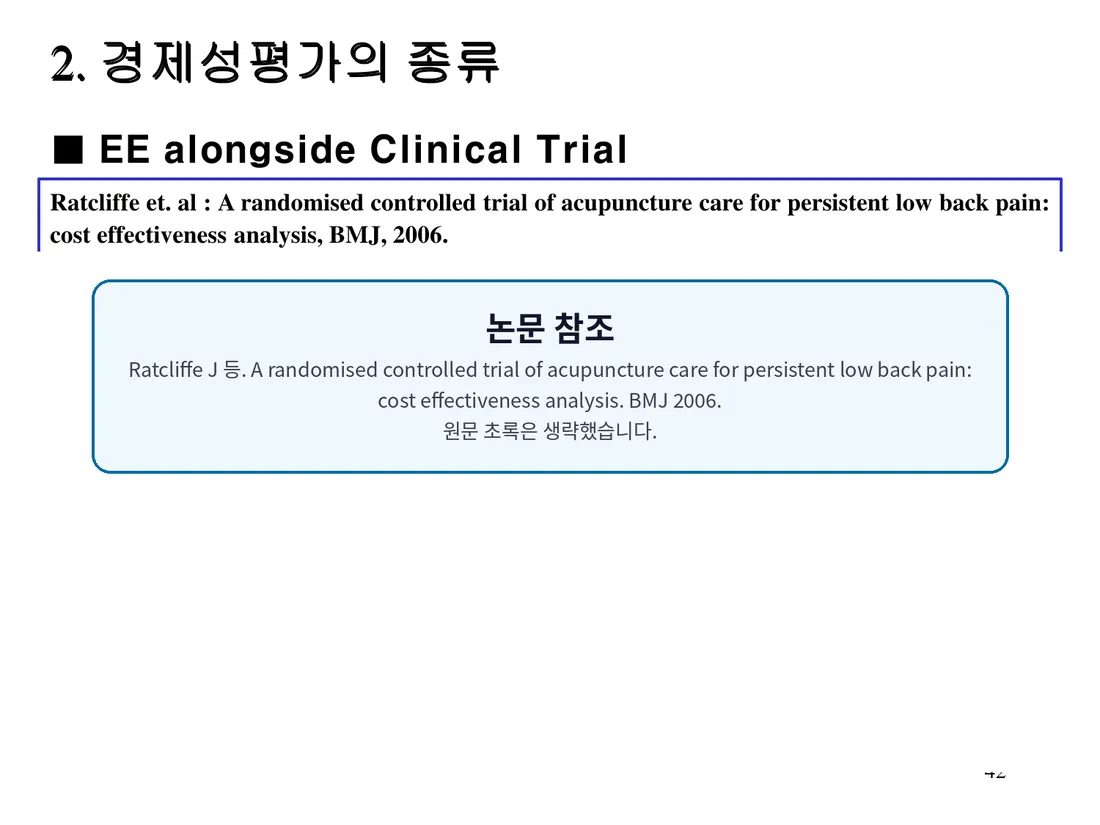 2. 경제성평가의 종류
■ EE alongside Clinical Trial
Ratcliffe et. al : A randomised controlled trial of acupuncture care for persistent low back pain:
cost effectiveness analysis, BMJ, 2006.
논문 참조
Ratcliffe J 등. A randomised controlled trial of acupuncture care for persistent low back pain:
cost effectiveness analysis. BMJ 2006.
원문 초록은 생략했습니다.
42